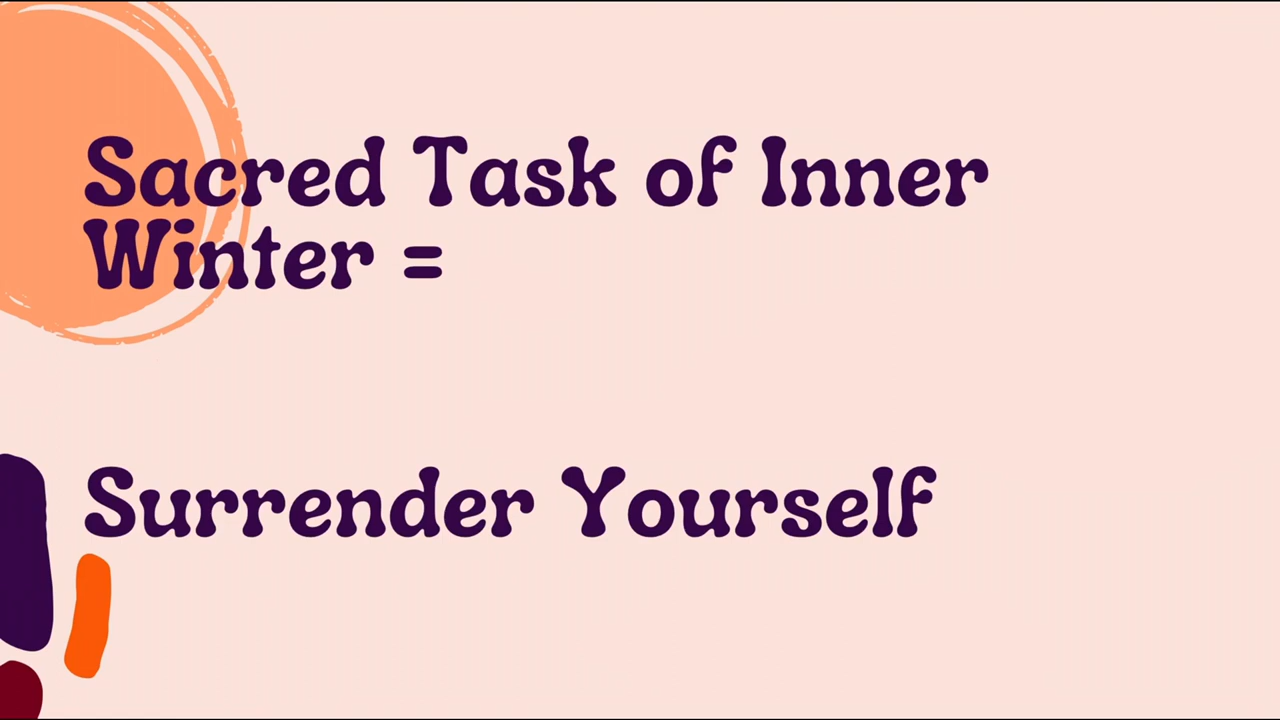 Sacred Task of Inner
Winter =
Surrender Yourself